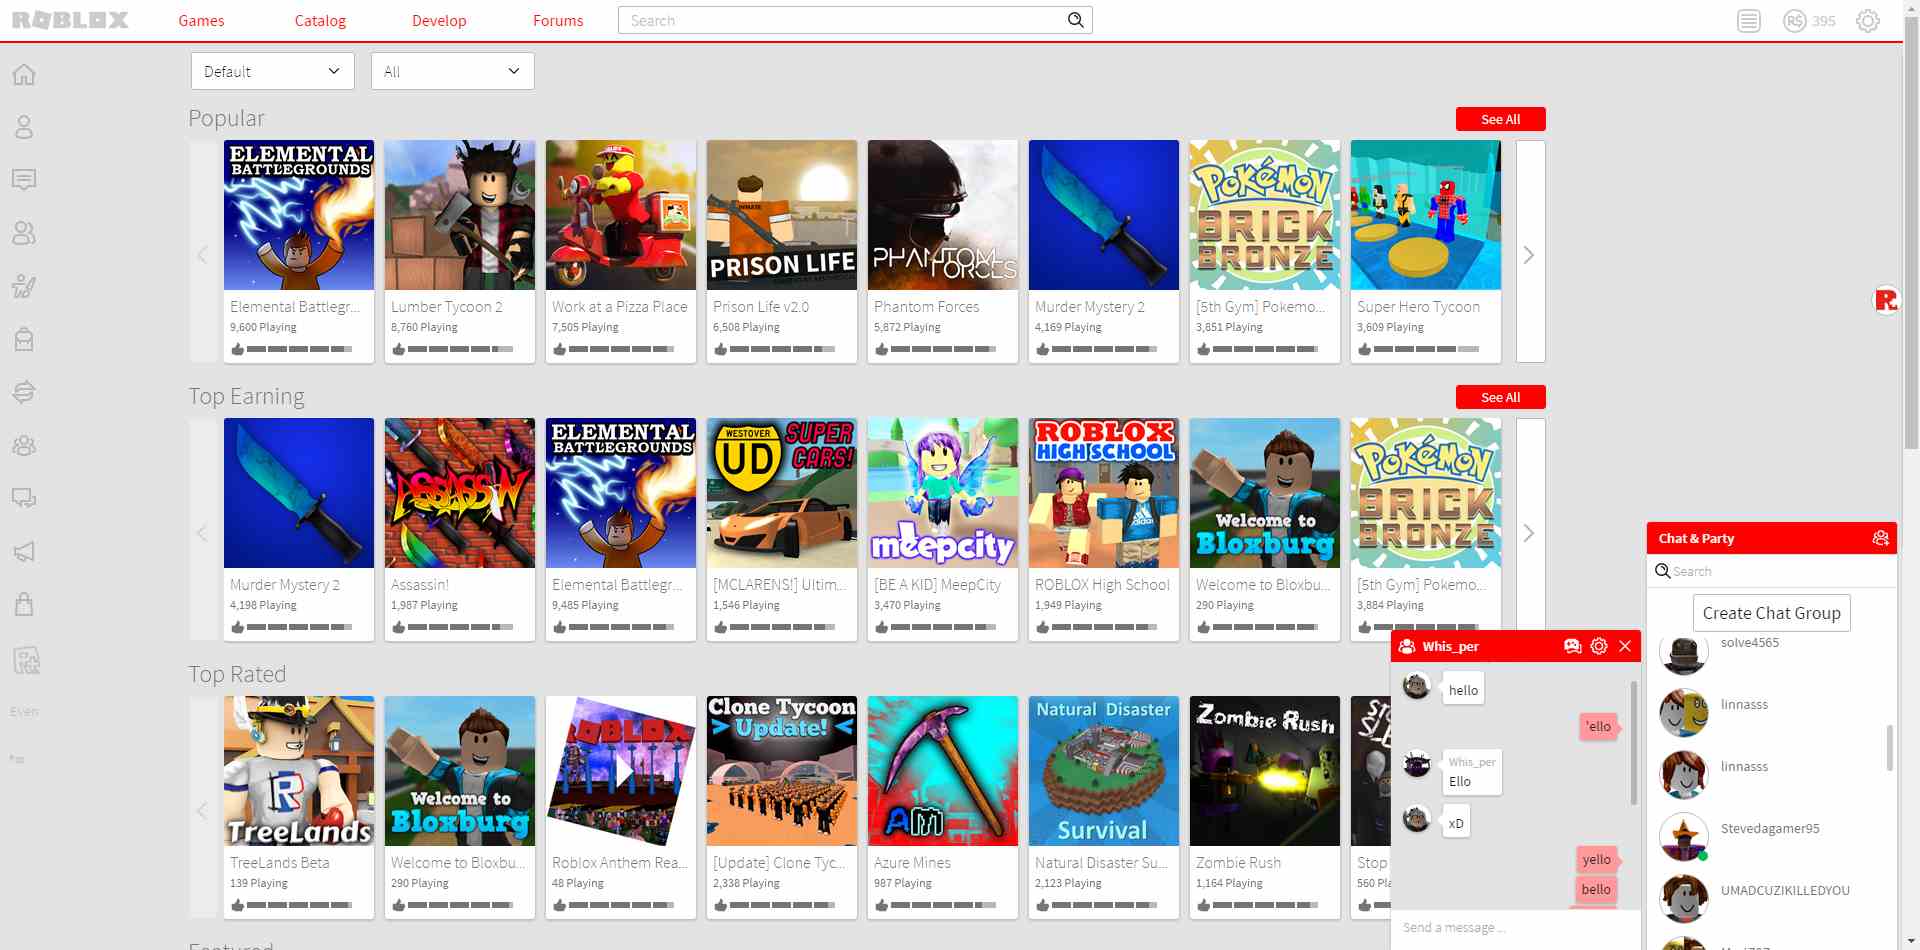 ROBLOX
Games
Catalog
Develop
Forums
Search
R$ 395
Default
All
Popular
See All
ELEMENTAL
BATTLEGROUNDS
PRISON LIFE
PHANTOM
FORCES
POKéMON
BRICK
BRONZE
Elemental Battlegr...
Lumber Tycoon 2
Work at a Pizza Place
Prison Life v2.0
Phantom Forces
Murder Mystery 2
[5th Gym] Pokemo...
Super Hero Tycoon
9,600 Playing
8,760 Playing
7,505 Playing
6,508 Playing
5,872 Playing
4,169 Playing
3,851 Playing
3,609 Playing
Top Earning
See All
ASSASSIN
ELEMENTAL
BATTLEGROUNDS
WESTOVER
UD
SUPER
CARS!
meepcity
ROBLOX
HIGH SCHOOL
Welcome to
Bloxburg
POKéMON
BRICK
BRONZE
Murder Mystery 2
Assassin!
Elemental Battlegr...
[MCLARENS!] Ultim...
[BE A KID] MeepCity
ROBLOX High School
Welcome to Bloxbu...
[5th Gym] Pokemo...
4,198 Playing
1,987 Playing
9,485 Playing
1,546 Playing
3,470 Playing
1,949 Playing
290 Playing
3,884 Playing
Top Rated
R
TreeLands
Welcome to
Bloxburg
ROBLOX
Clone Tycoon
> Update! <
AM
Natural Disaster
Survival
Zombie Rush
TreeLands Beta
Welcome to Bloxbu...
Roblox Anthem Rea...
[Update] Clone Tyc...
Azure Mines
Natural Disaster Su...
Zombie Rush
Stop
139 Playing
290 Playing
48 Playing
2,338 Playing
987 Playing
2,123 Playing
1,164 Playing
560 Pl
Featured
Even
Whis_per
hello
'ello
Whis_per
Ello
xD
yello
bello
Send a message ...
Chat & Party
Search
Create Chat Group
solve4565
linnasss
linnasss
Stevedagamer95
UMADCUZIKILLEDYOU